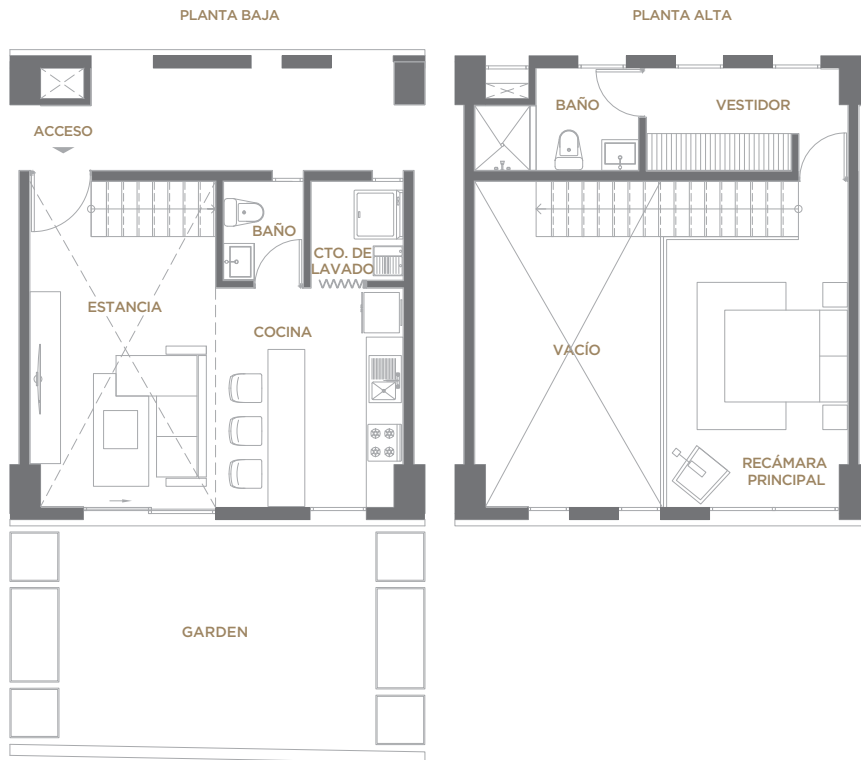 PLANTA BAJA
ACCESO
BAÑO
CTO. DE
LAVADO
ESTANCIA
COCINA
GARDEN
PLANTA ALTA
BAÑO
VESTIDOR
VACÍO
RECÁMARA
PRINCIPAL